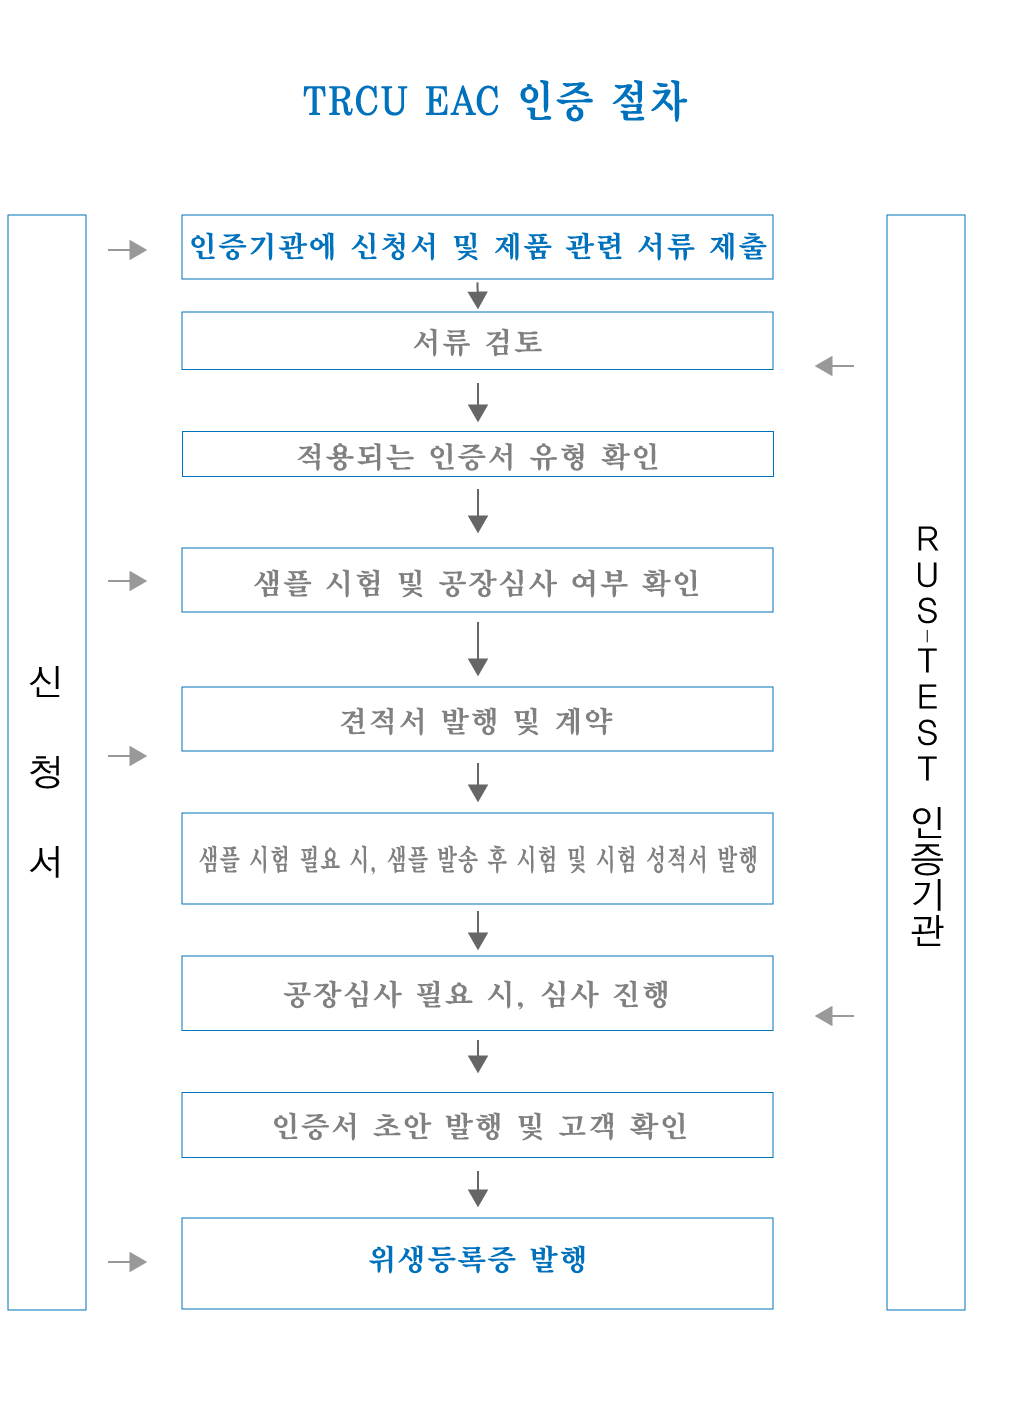 TRCU EAC 인증 절차
인증기관에 신청서 및 제품 관련 서류 제출
서류 검토
적용되는 인증서 유형 확인
샘플 시험 및 공장심사 여부 확인
견적서 발행 및 계약
샘플 시험 필요 시, 샘플 발송 후 시험 및 시험 성적서 발행
공장심사 필요 시, 심사 진행
인증서 초안 발행 및 고객 확인
위생등록증 발행
신청서
RUS-TEST 인증기관